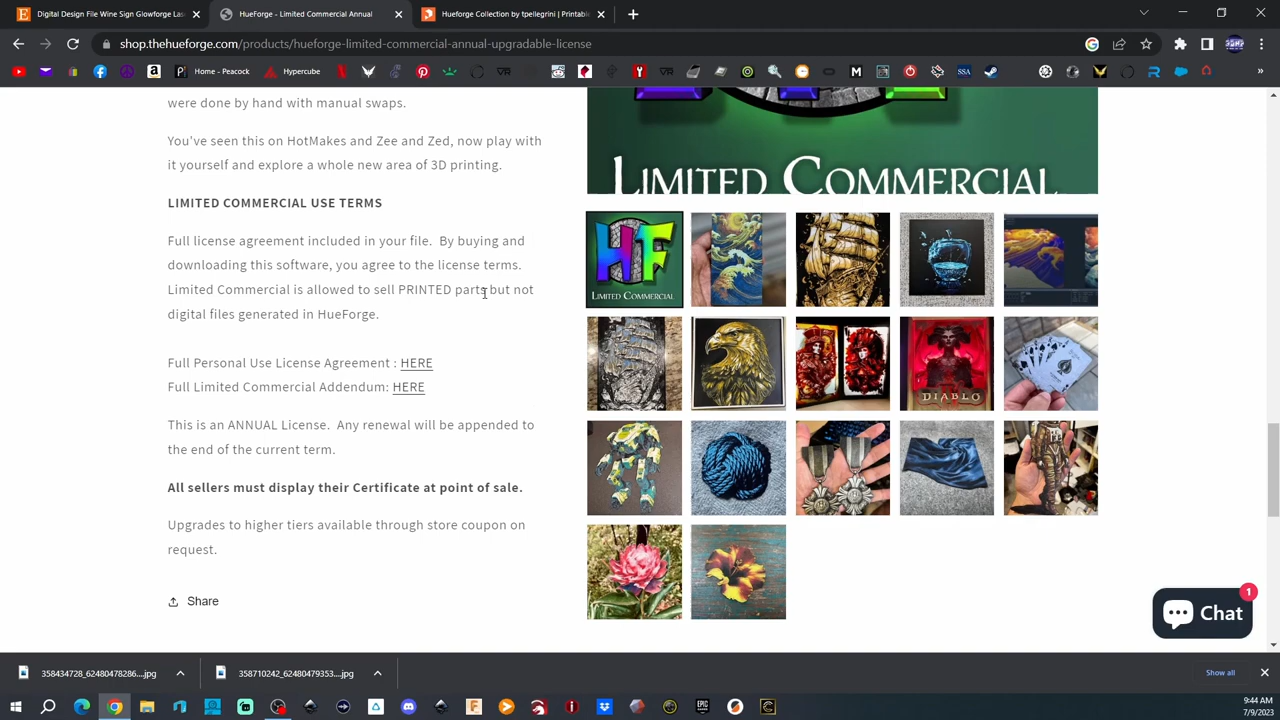 Digital Design File Wine Sign Glowforge Las
HueForge - Limited Commercial Annual
Hueforge Collection by tpellegrini | Printable
shop.thehueforge.com/products/hueforge-limited-commercial-annual-upgradable-license
Home - Peacock
Hypercube
were done by hand with manual swaps.
You've seen this on HotMakes and Zee and Zed, now play with
it yourself and explore a whole new area of 3D printing.
LIMITED COMMERCIAL USE TERMS
Full license agreement included in your file.  By buying and
downloading this software, you agree to the license terms.
Limited Commercial is allowed to sell PRINTED parts but not
digital files generated in HueForge.
Full Personal Use License Agreement : HERE
Full Limited Commercial Addendum: HERE
This is an ANNUAL License.  Any renewal will be appended to
the end of the current term.
All sellers must display their Certificate at point of sale.
Upgrades to higher tiers available through store coupon on
request.
Share
LIMITED COMMERCIAL
HF
LIMITED COMMERCIAL
DIABLO
1
Chat
358434728_62480478286....jpg
358710242_62480479353....jpg
Show all
9:44 AM
7/9/2023